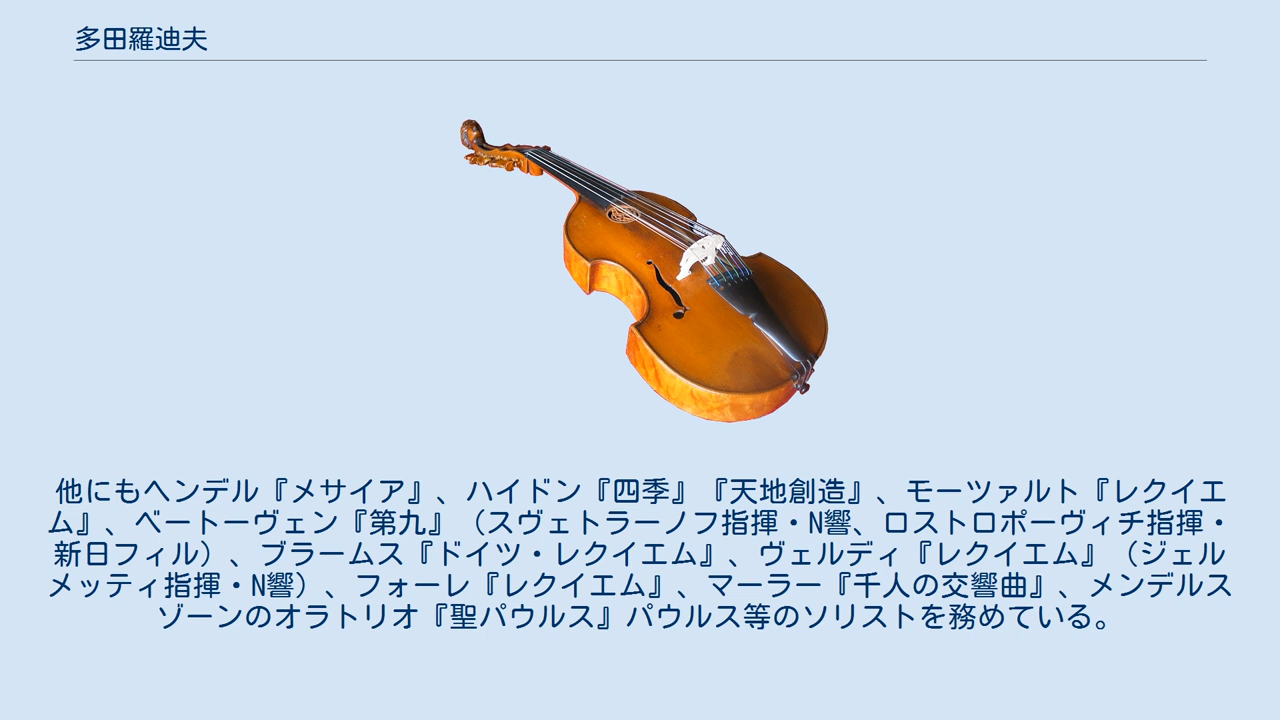 多田羅迪夫
他にもヘンデル『メサイア』、ハイドン『四季』『天地創造』、モーツァルト『レクイエ
ム』、ベートーヴェン『第九』（スヴェトラーノフ指揮・N響、ロストロポーヴィチ指揮・
新日フィル）、ブラームス『ドイツ・レクイエム』、ヴェルディ『レクイエム』（ジェル
メッティ指揮・N響）、フォーレ『レクイエム』、マーラー『千人の交響曲』、メンデルス
ゾーンのオラトリオ『聖パウルス』パウルス等のソリストを務めている。